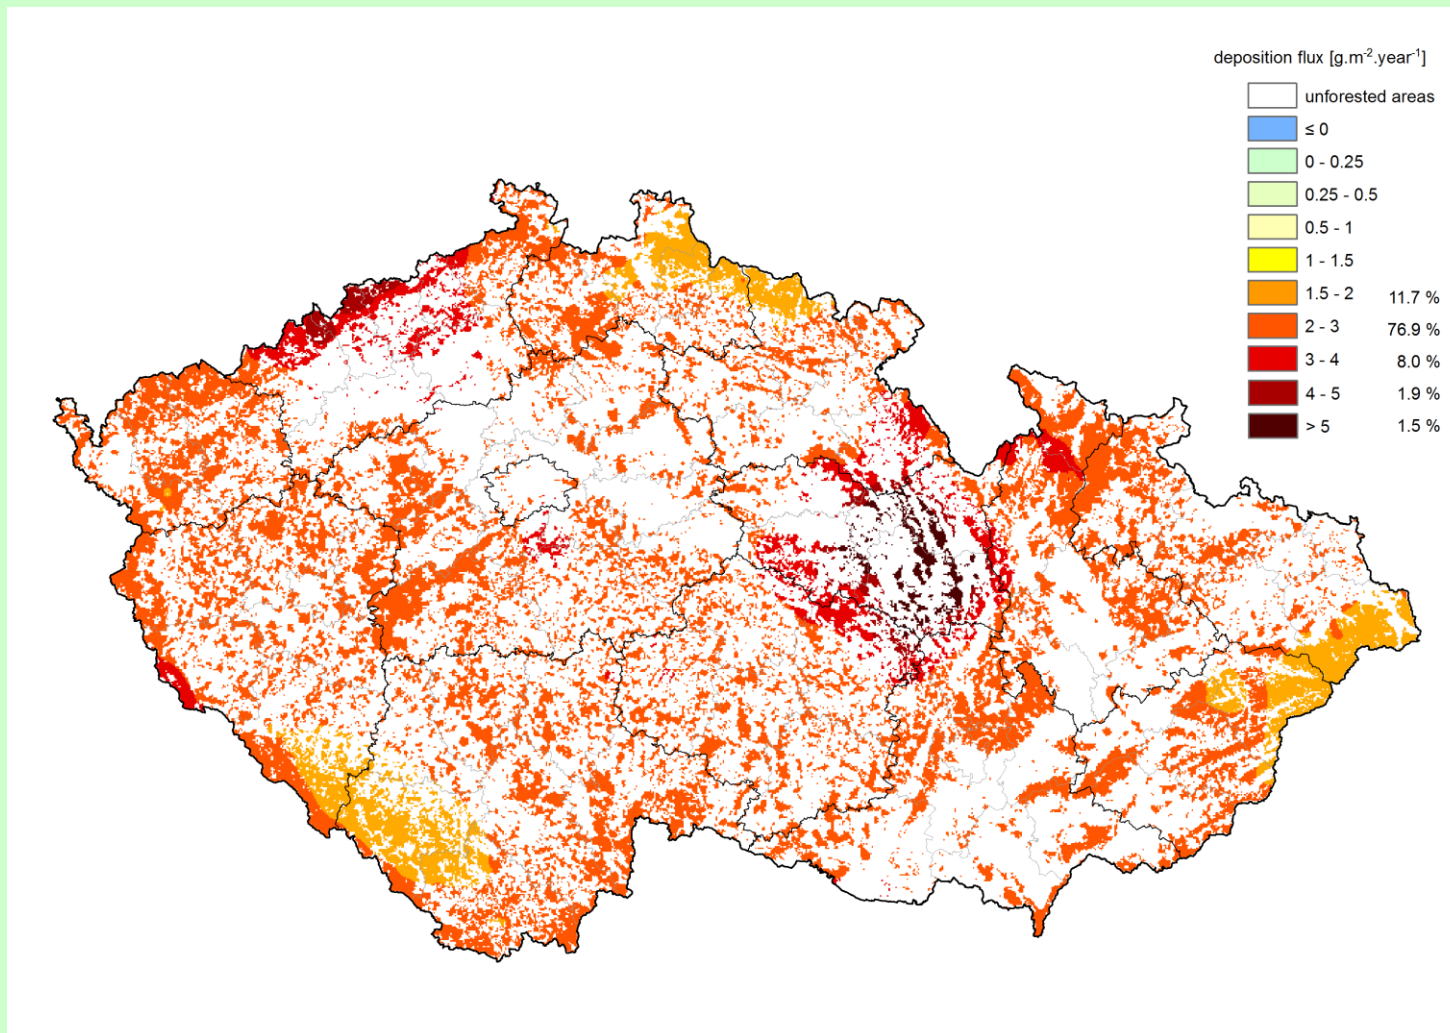 deposition flux [g.m⁻².year⁻¹]
unforested areas
≤ 0
0 - 0.25
0.25 - 0.5
0.5 - 1
1 - 1.5
1.5 - 2 11.7 %
2 - 3 76.9 %
3 - 4 8.0 %
4 - 5 1.9 %
> 5 1.5 %